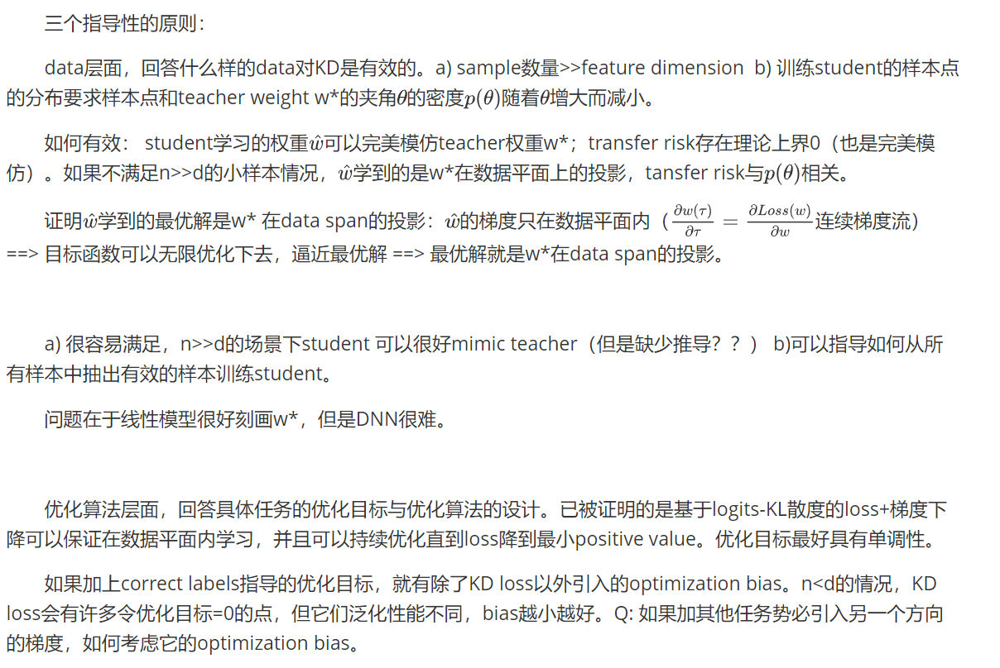 三个指导性的原则：
data层面，回答什么样的data对KD是有效的。a) sample数量>>feature dimension  b) 训练student的样本点
的分布要求样本点和teacher weight w*的夹角θ的密度p(θ)随着θ增大而减小。
如何有效： student学习的权重ŵ可以完美模仿teacher权重w*；transfer risk存在理论上界0（也是完美模
仿）。如果不满足n>>d的小样本情况，ŵ学到的是w*在数据平面上的投影，tansfer risk与p(θ)相关。
证明ŵ学到的最优解是w* 在data span的投影：ŵ的梯度只在数据平面内（∂w(τ)/∂τ = ∂Loss(w)/∂w 连续梯度流）
==> 目标函数可以无限优化下去，逼近最优解 ==> 最优解就是w*在data span的投影。
a) 很容易满足，n>>d的场景下student 可以很好mimic teacher（但是缺少推导？？） b)可以指导如何从所
有样本中抽出有效的样本训练student。
问题在于线性模型很好刻画w*，但是DNN很难。
优化算法层面，回答具体任务的优化目标与优化算法的设计。已被证明的是基于logits-KL散度的loss+梯度下
降可以保证在数据平面内学习，并且可以持续优化直到loss降到最小positive value。优化目标最好具有单调性。
如果加上correct labels指导的优化目标，就有除了KD loss以外引入的optimization bias。n<d的情况，KD
loss会有许多令优化目标=0的点，但它们泛化性能不同，bias越小越好。Q: 如果加其他任务势必引入另一个方向
的梯度，如何考虑它的optimization bias。